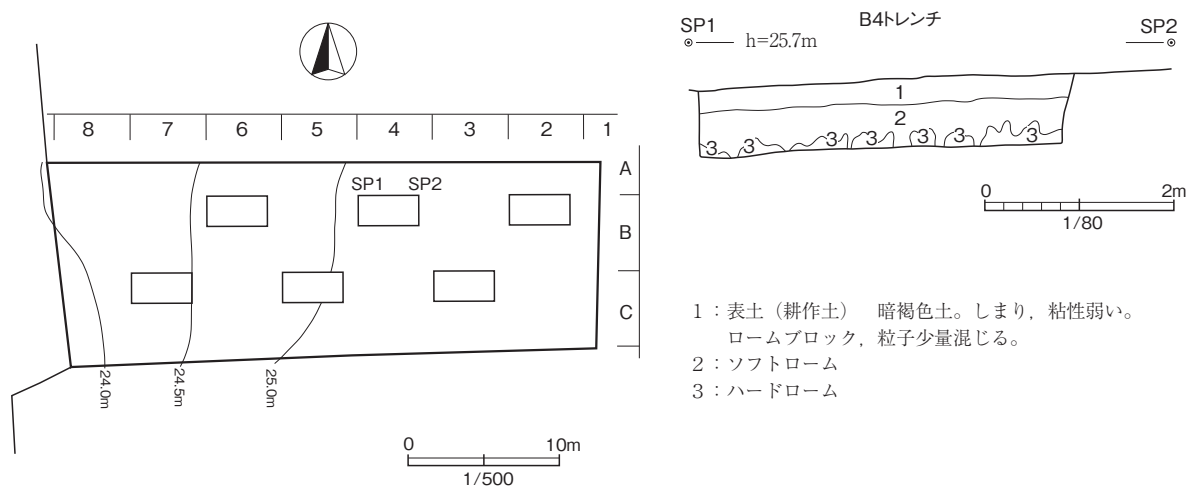 8 7 6 5 4 3 2 1
A
SP1 SP2
B
C
24.0m
24.5m
25.0m
0 10m
1/500
B4トレンチ
SP1 SP2
h=25.7m
1
2
3 3 3 3 3 3 3
0 2m
1/80
1：表土（耕作土） 暗褐色土。しまり，粘性弱い。
ロームブロック，粒子少量混じる。
2：ソフトローム
3：ハードローム